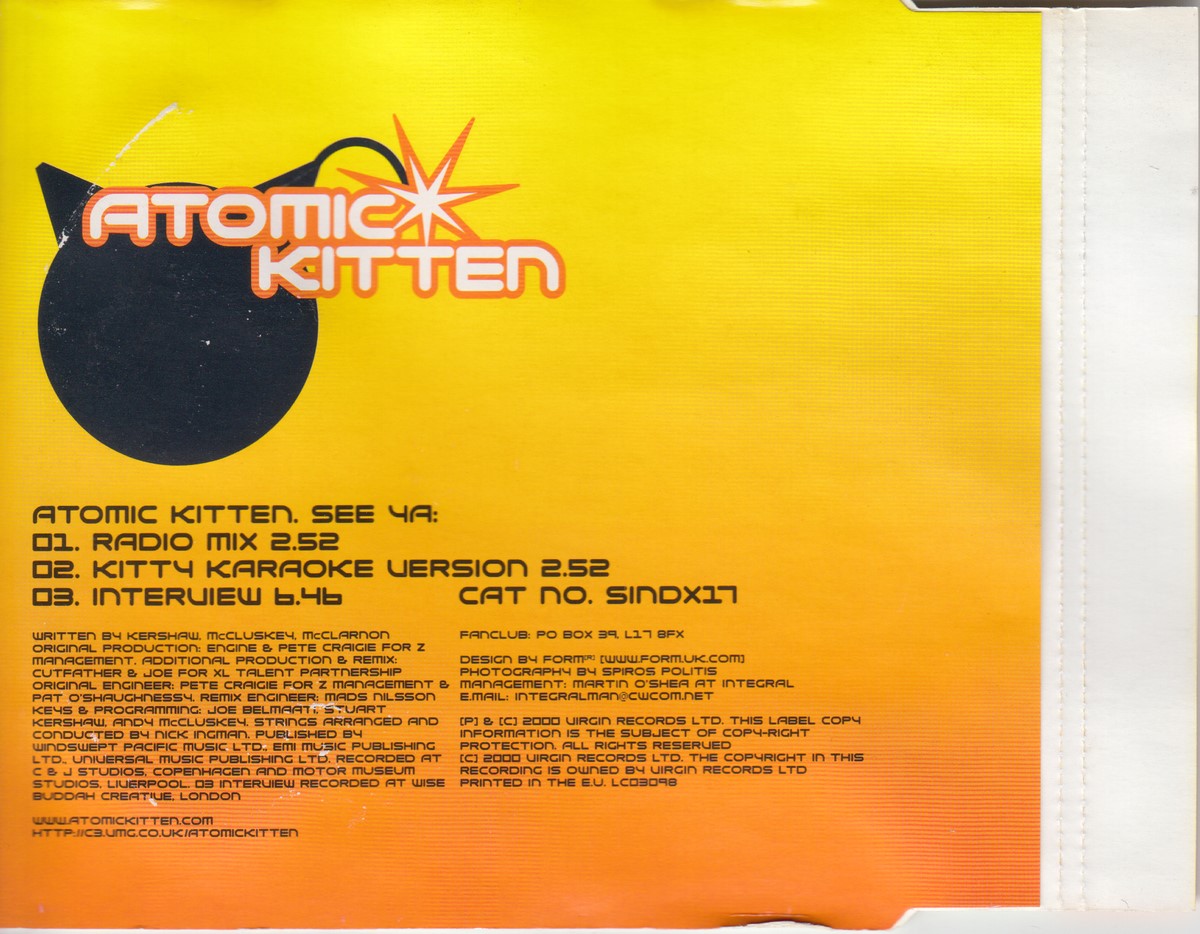 ATOMIC
KITTEN
ATOMIC KITTEN. SEE YA:
01. RADIO MIX 2.52
02. KITTY KARAOKE VERSION 2.52
03. INTERVIEW 6.46
CAT NO. SINDX17
WRITTEN BY KERSHAW, McCLUSKEY, McCLARNON
ORIGINAL PRODUCTION: ENGINE & PETE CRAIGIE FOR Z
MANAGEMENT. ADDITIONAL PRODUCTION & REMIX:
CUTFATHER & JOE FOR XL TALENT PARTNERSHIP
ORIGINAL ENGINEER: PETE CRAIGIE FOR Z MANAGEMENT &
PAT O'SHAUGHNESSY. REMIX ENGINEER: MADS NILSSON
KEYS & PROGRAMMING: JOE BELMAATI, STUART
KERSHAW, ANDY McCLUSKEY. STRINGS ARRANGED AND
CONDUCTED BY NICK INGMAN. PUBLISHED BY
WINDSWEPT PACIFIC MUSIC LTD., EMI MUSIC PUBLISHING
LTD., UNIVERSAL MUSIC PUBLISHING LTD. RECORDED AT
C & J STUDIOS, COPENHAGEN AND MOTOR MUSEUM
STUDIOS, LIVERPOOL. 03 INTERVIEW RECORDED AT WISE
BUDDAH CREATIVE, LONDON
WWW.ATOMICKITTEN.COM
HTTP://C3.UMG.CO.UK/ATOMICKITTEN
FANCLUB: PO BOX 39, L17 8FX
DESIGN BY FORM [WWW.FORM.UK.COM]
PHOTOGRAPHY BY SPIROS POLITIS
MANAGEMENT: MARTIN O'SHEA AT INTEGRAL
E.MAIL: INTEGRALMAN@CWCOM.NET
[P] & [C] 2000 VIRGIN RECORDS LTD. THIS LABEL COPY
INFORMATION IS THE SUBJECT OF COPY-RIGHT
PROTECTION. ALL RIGHTS RESERVED
[C] 2000 VIRGIN RECORDS LTD. THE COPYRIGHT IN THIS
RECORDING IS OWNED BY VIRGIN RECORDS LTD
PRINTED IN THE E.U. LC03098